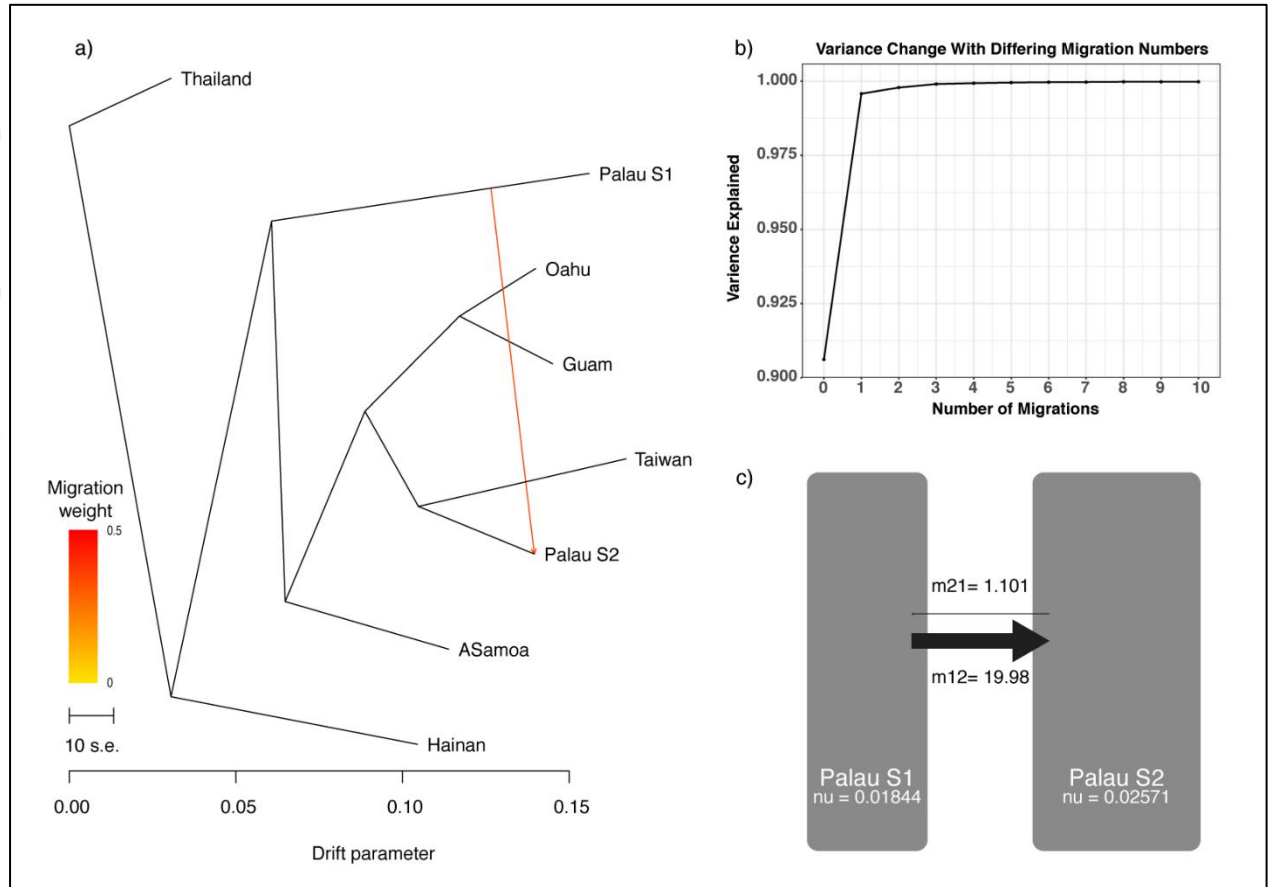 a)
Thailand
Palau S1
Oahu
Guam
Taiwan
Palau S2
ASamoa
Hainan
Migration
weight
0.5
0
10 s.e.
0.00 0.05 0.10 0.15
Drift parameter
b)
Variance Change With Differing Migration Numbers
Varience Explained
1.000
0.975
0.950
0.925
0.900
0 1 2 3 4 5 6 7 8 9 10
Number of Migrations
c)
m21= 1.101
m12= 19.98
Palau S1
nu = 0.01844
Palau S2
nu = 0.02571